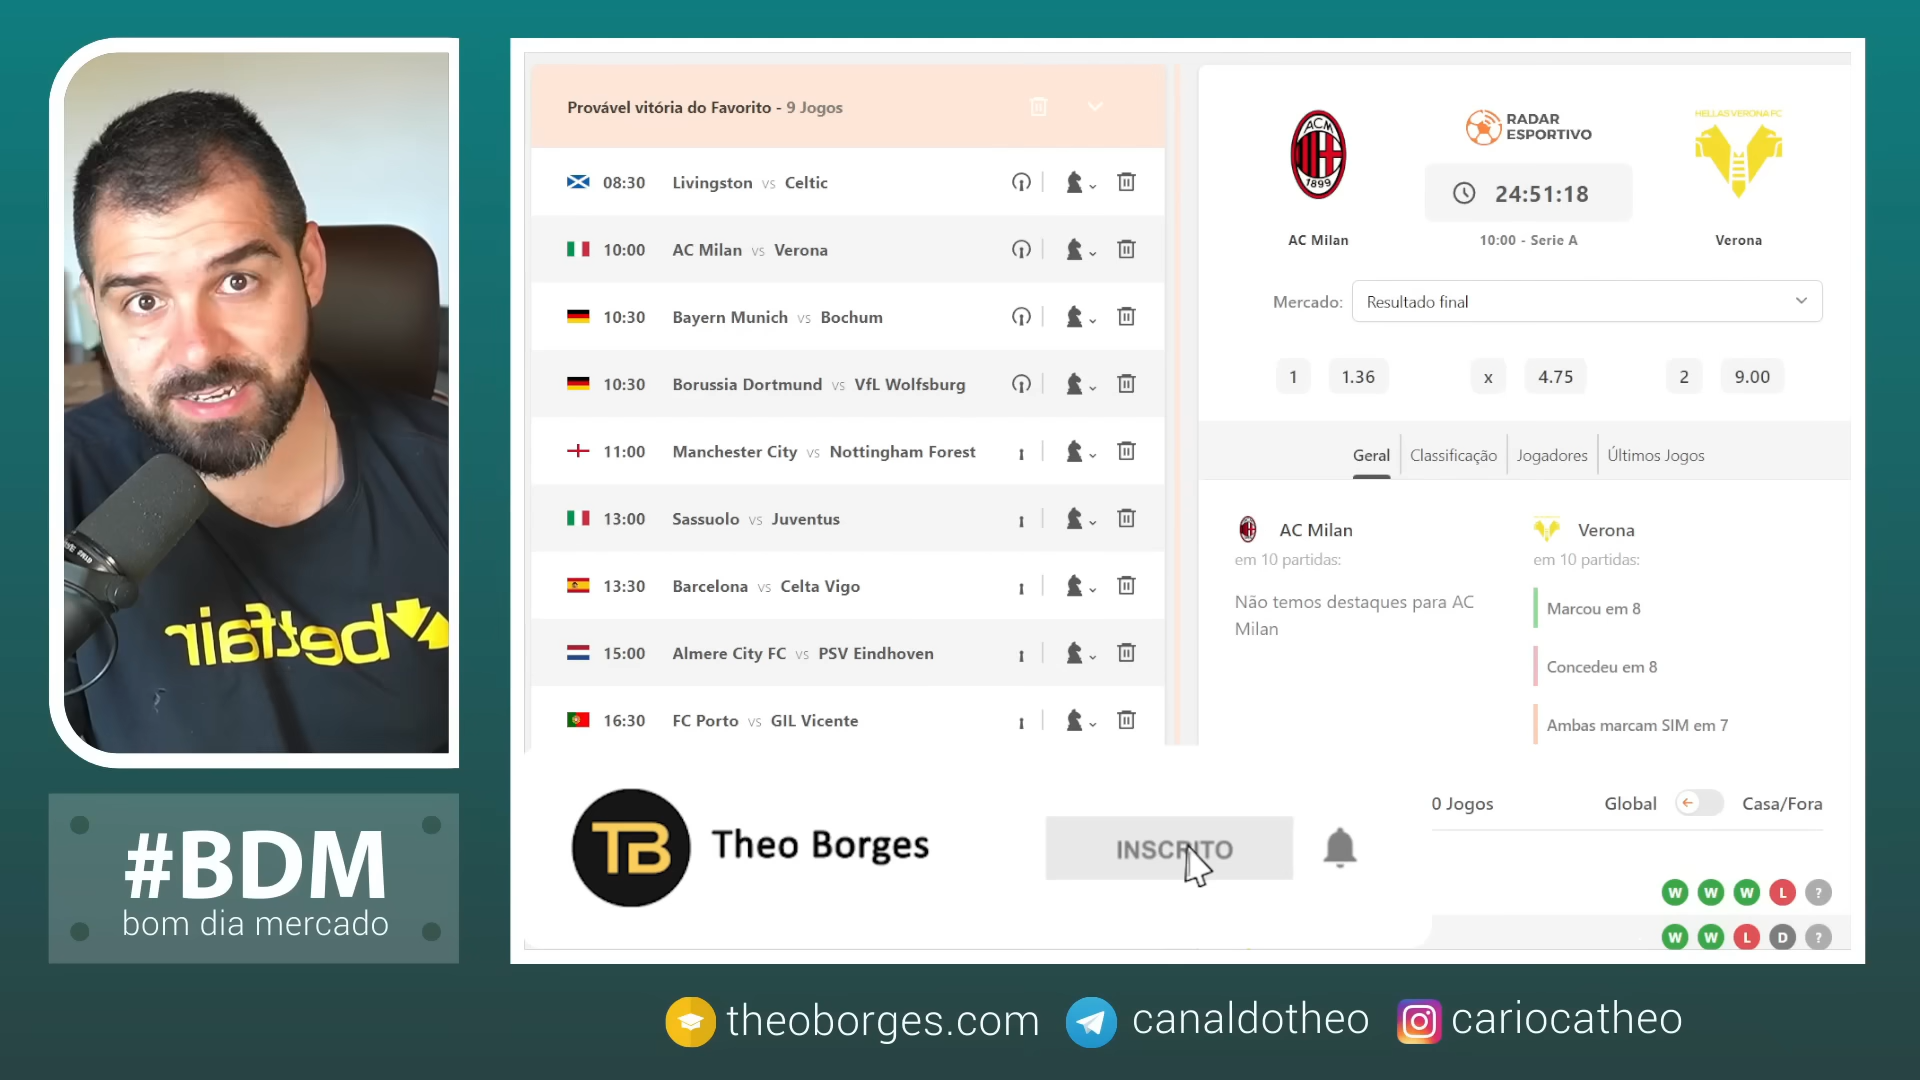 betfair
#BDM
bom dia mercado
Provável vitória do Favorito - 9 Jogos
08:30 Livingston vs Celtic
10:00 AC Milan vs Verona
10:30 Bayern Munich vs Bochum
10:30 Borussia Dortmund vs VfL Wolfsburg
11:00 Manchester City vs Nottingham Forest
13:00 Sassuolo vs Juventus
13:30 Barcelona vs Celta Vigo
15:00 Almere City FC vs PSV Eindhoven
16:30 FC Porto vs GIL Vicente
ACM
1899
RADAR
ESPORTIVO
HELLAS VERONA FC
24:51:18
AC Milan
10:00 - Serie A
Verona
Mercado: Resultado final
1 1.36 x 4.75 2 9.00
Geral Classificação Jogadores Últimos Jogos
AC Milan
em 10 partidas:
Não temos destaques para AC
Milan
Verona
em 10 partidas:
Marcou em 8
Concedeu em 8
Ambas marcam SIM em 7
0 Jogos Global Casa/Fora
W W W L ?
W W L D ?
TB Theo Borges INSCRITO
theoborges.com canaldotheo cariocatheo